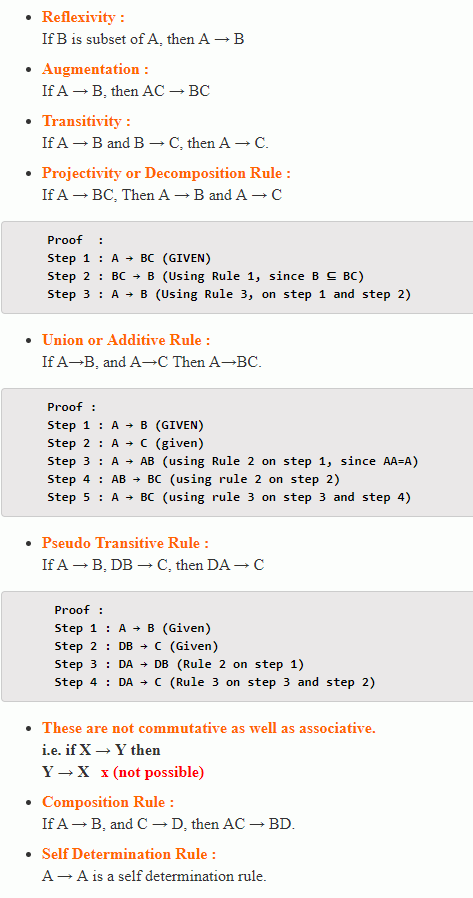 Reflexivity :
If B is subset of A, then A → B
Augmentation :
If A → B, then AC → BC
Transitivity :
If A → B and B → C, then A → C.
Projectivity or Decomposition Rule :
If A → BC, Then A → B and A → C
Proof  :
Step 1 : A → BC (GIVEN)
Step 2 : BC → B (Using Rule 1, since B ⊆ BC)
Step 3 : A → B (Using Rule 3, on step 1 and step 2)
Union or Additive Rule :
If A→B, and A→C Then A→BC.
Proof :
Step 1 : A → B (GIVEN)
Step 2 : A → C (given)
Step 3 : A → AB (using Rule 2 on step 1, since AA=A)
Step 4 : AB → BC (using rule 2 on step 2)
Step 5 : A → BC (using rule 3 on step 3 and step 4)
Pseudo Transitive Rule :
If A → B, DB → C, then DA → C
Proof :
Step 1 : A → B (Given)
Step 2 : DB → C (Given)
Step 3 : DA → DB (Rule 2 on step 1)
Step 4 : DA → C (Rule 3 on step 3 and step 2)
These are not commutative as well as associative.
i.e. if X → Y then
Y → X   x (not possible)
Composition Rule :
If A → B, and C → D, then AC → BD.
Self Determination Rule :
A → A is a self determination rule.